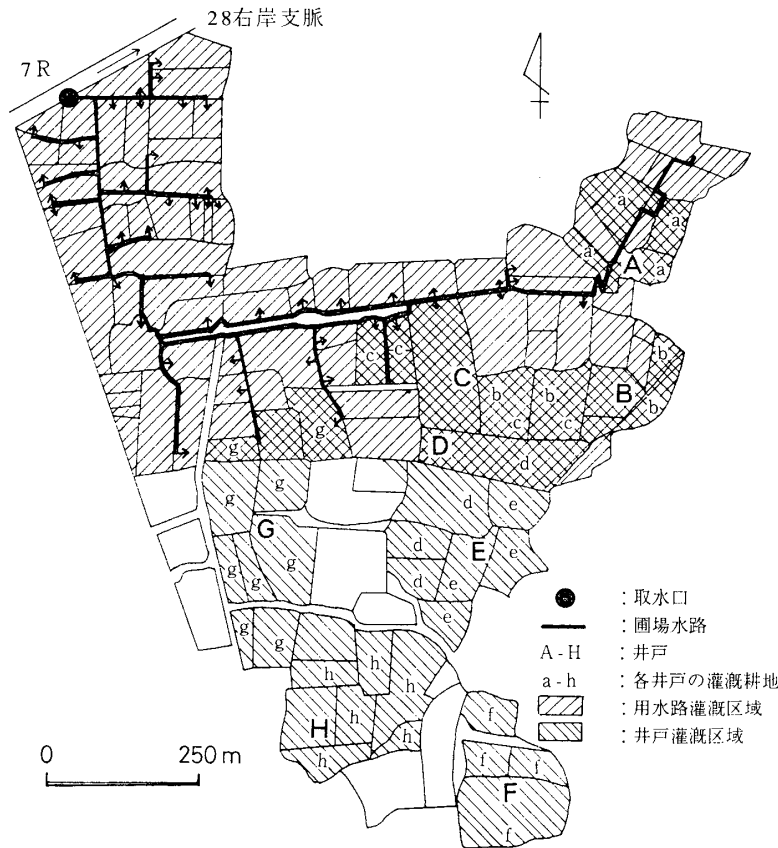 28右岸支脈
7R
a
a
A
a
a
c
c
C
b
b
B
b
b
c
c
c
g
g
D
d
g
g
d
e
G
d
E
e
g
g
g
d
e
e
g
g
h
h
h
H
h
h
h
f
f
f
F
f
●：取水口
：圃場水路
A-H：井戸
a-h：各井戸の灌漑耕地
：用水路灌漑区域
：井戸灌漑区域
0 250 m